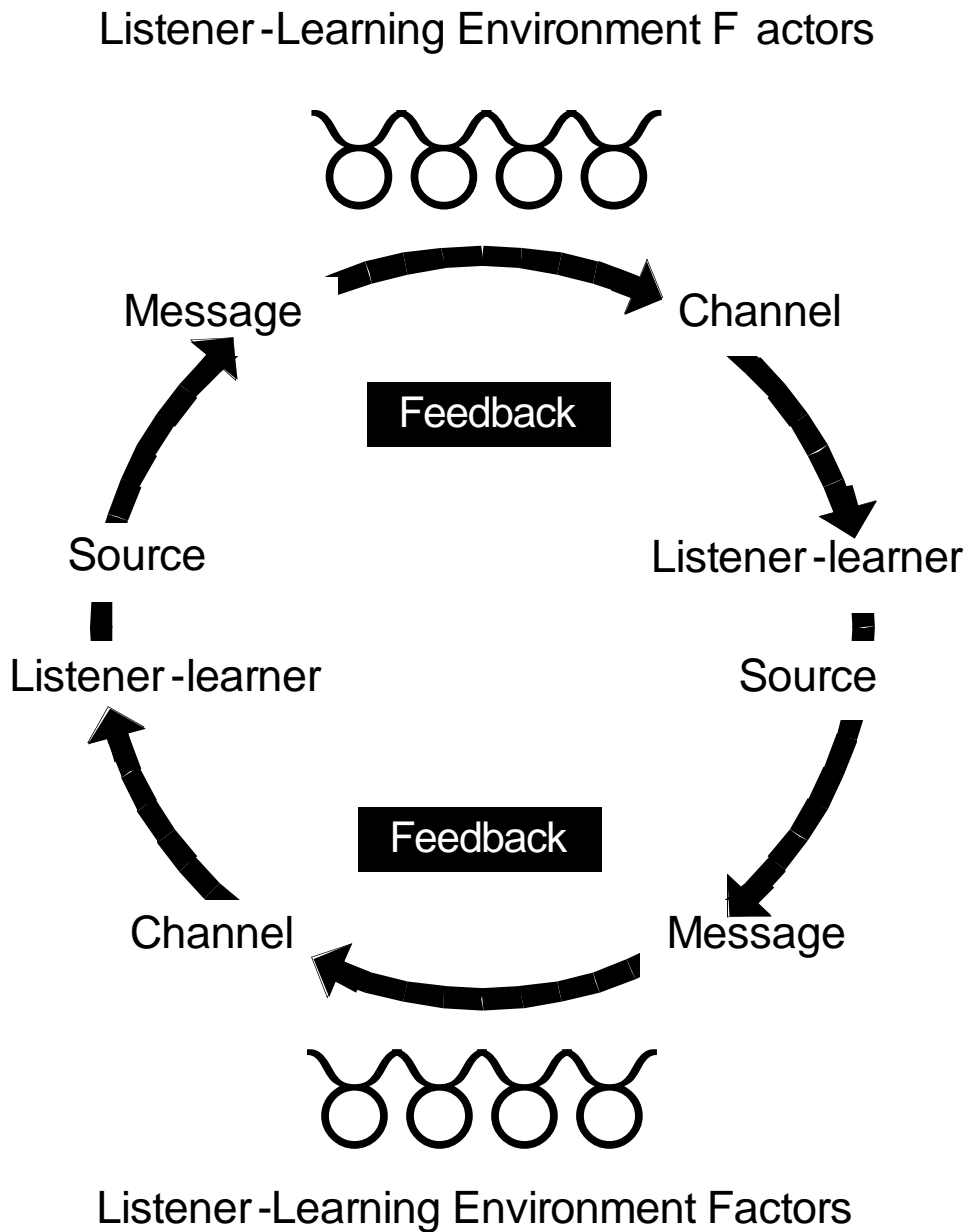 Listener-Learning Environment Factors
Message
Channel
Feedback
Source
Listener-learner
Listener-learner
Source
Feedback
Channel
Message
Listener-Learning Environment Factors